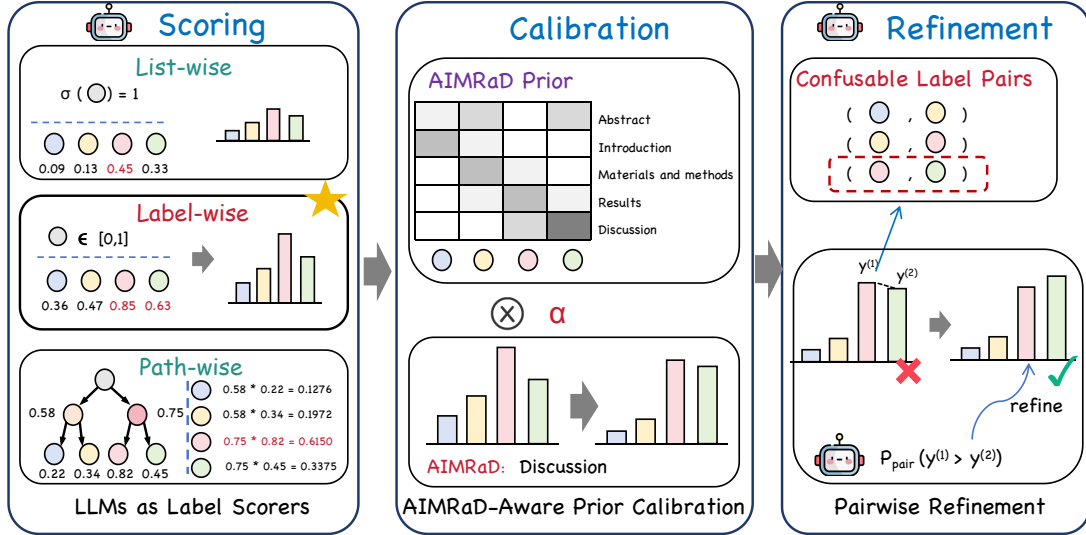 Scoring
List-wise
σ ( ) = 1
0.09 0.13 0.45 0.33
Label-wise
ϵ [0,1]
0.36 0.47 0.85 0.63
Path-wise
0.58 0.75
0.22 0.34 0.82 0.45
0.58 * 0.22 = 0.1276
0.58 * 0.34 = 0.1972
0.75 * 0.82 = 0.6150
0.75 * 0.45 = 0.3375
LLMs as Label Scorers
Calibration
AIMRaD Prior
Abstract
Introduction
Materials and methods
Results
Discussion
α
AIMRaD: Discussion
AIMRaD-Aware Prior Calibration
Refinement
Confusable Label Pairs
( , )
( , )
( , )
y⁽¹⁾ y⁽²⁾
refine
P_pair (y⁽¹⁾ > y⁽²⁾)
Pairwise Refinement